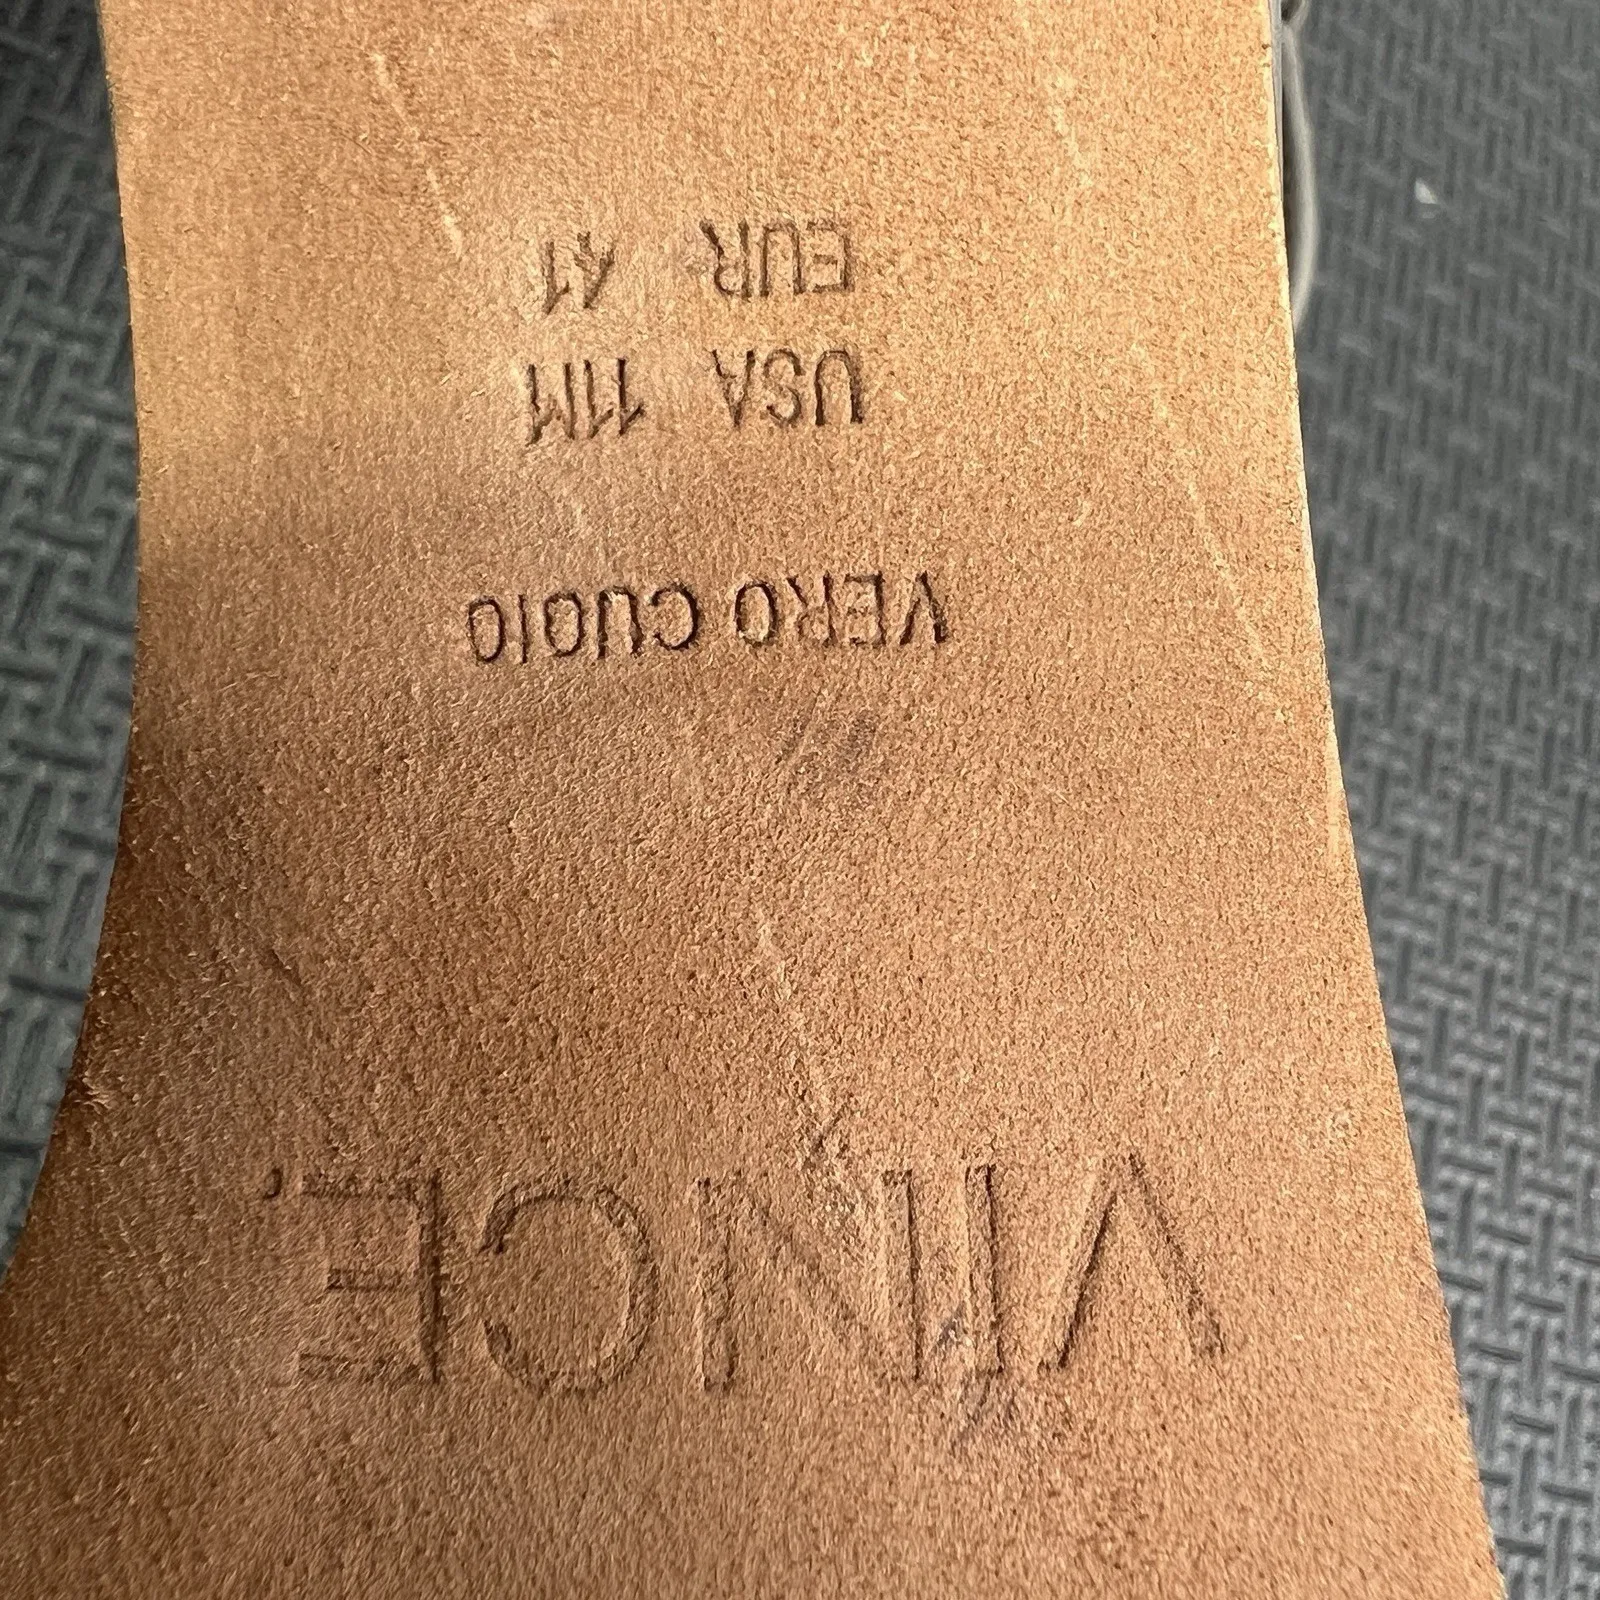 VINCE.
VERO CUOIO
USA 11M
EUR 41